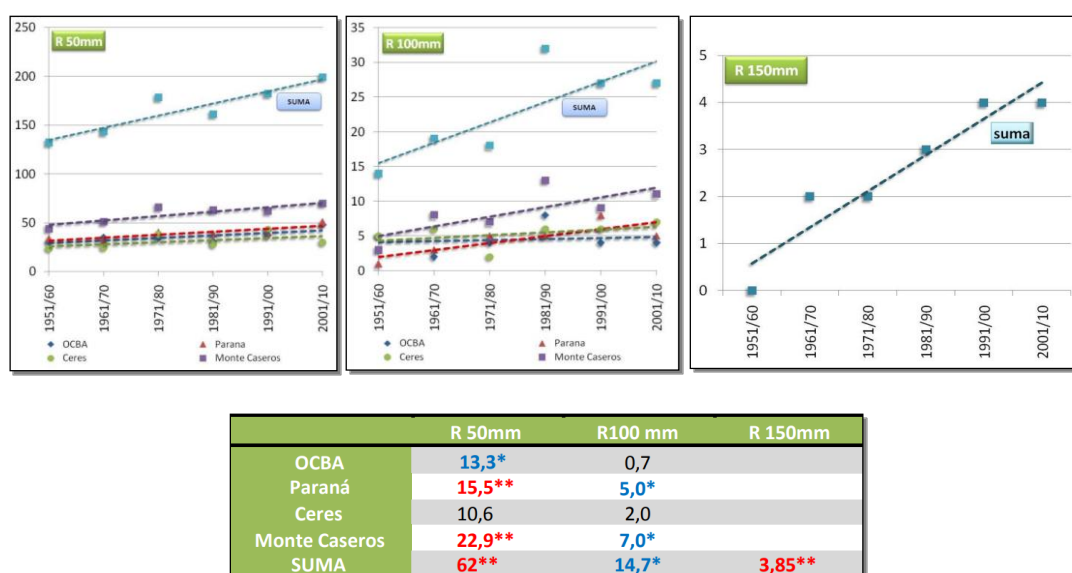 R 50mm
250
200
150
100
50
0
SUMA
1951/60
1961/70
1971/80
1981/90
1991/00
2001/10
OCBA
Parana
Ceres
Monte Caseros
R 100mm
35
30
25
20
15
10
5
0
SUMA
1951/60
1961/70
1971/80
1981/90
1991/00
2001/10
OCBA
Parana
Ceres
Monte Caseros
R 150mm
5
4
3
2
1
0
suma
1951/60
1961/70
1971/80
1981/90
1991/00
2001/10
R 50mm R100 mm R 150mm
OCBA 13,3* 0,7
Paraná 15,5** 5,0*
Ceres 10,6 2,0
Monte Caseros 22,9** 7,0*
SUMA 62** 14,7* 3,85**